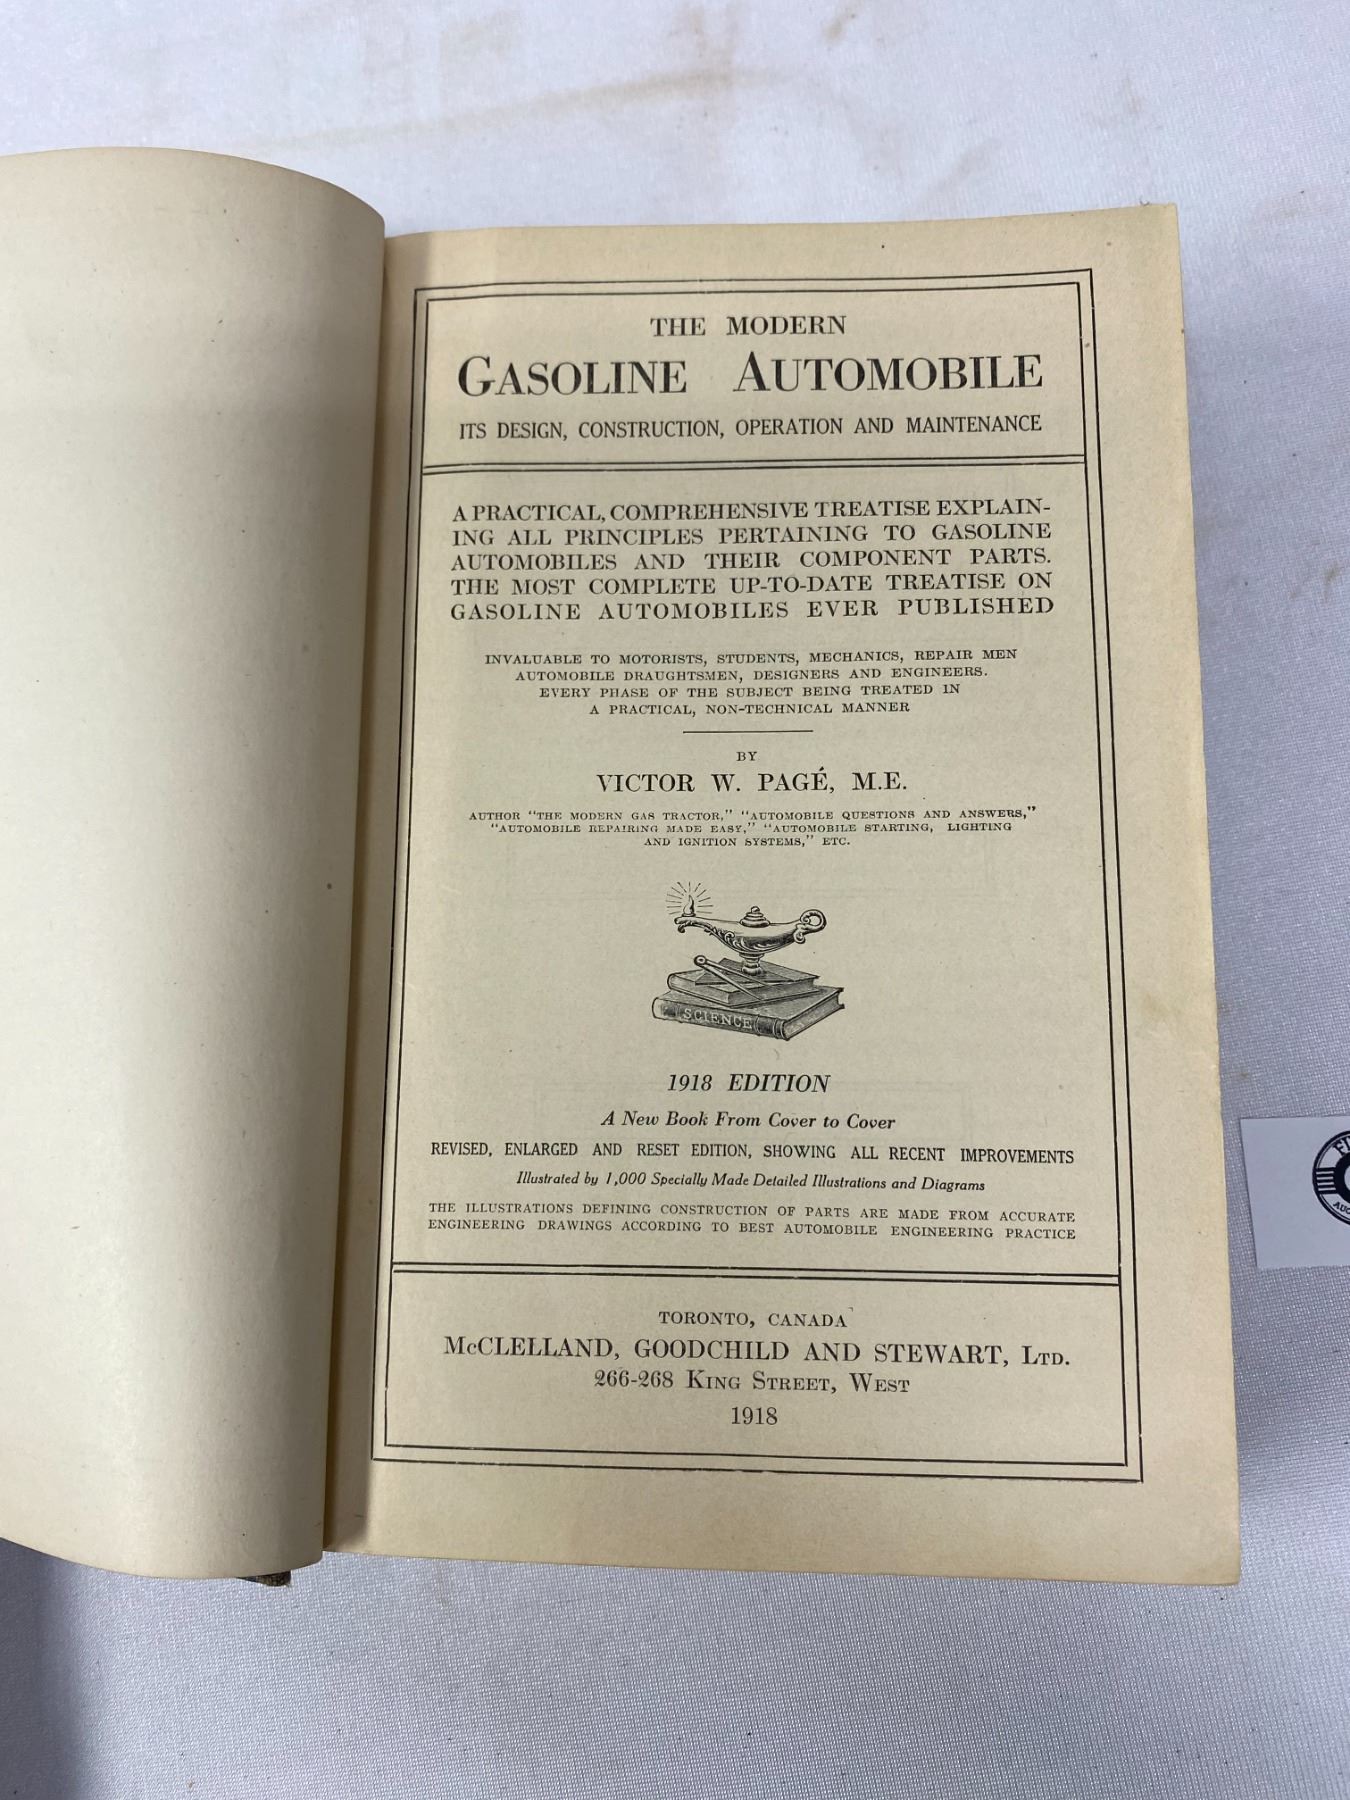 THE MODERN
GASOLINE AUTOMOBILE
ITS DESIGN, CONSTRUCTION, OPERATION AND MAINTENANCE
A PRACTICAL, COMPREHENSIVE TREATISE EXPLAIN-
ING ALL PRINCIPLES PERTAINING TO GASOLINE
AUTOMOBILES AND THEIR COMPONENT PARTS.
THE MOST COMPLETE UP-TO-DATE TREATISE ON
GASOLINE AUTOMOBILES EVER PUBLISHED
INVALUABLE TO MOTORISTS, STUDENTS, MECHANICS, REPAIR MEN
AUTOMOBILE DRAUGHTSMEN, DESIGNERS AND ENGINEERS.
EVERY PHASE OF THE SUBJECT BEING TREATED IN
A PRACTICAL, NON-TECHNICAL MANNER
BY
VICTOR W. PAGÉ, M.E.
AUTHOR "THE MODERN GAS TRACTOR," "AUTOMOBILE QUESTIONS AND ANSWERS,"
"AUTOMOBILE REPAIRING MADE EASY," "AUTOMOBILE STARTING, LIGHTING
AND IGNITION SYSTEMS," ETC.
SCIENCE
1918 EDITION
A New Book From Cover to Cover
REVISED, ENLARGED AND RESET EDITION, SHOWING ALL RECENT IMPROVEMENTS
Illustrated by 1,000 Specially Made Detailed Illustrations and Diagrams
THE ILLUSTRATIONS DEFINING CONSTRUCTION OF PARTS ARE MADE FROM ACCURATE
ENGINEERING DRAWINGS ACCORDING TO BEST AUTOMOBILE ENGINEERING PRACTICE
TORONTO, CANADA
McCLELLAND, GOODCHILD AND STEWART, LTD.
266-268 KING STREET, WEST
1918